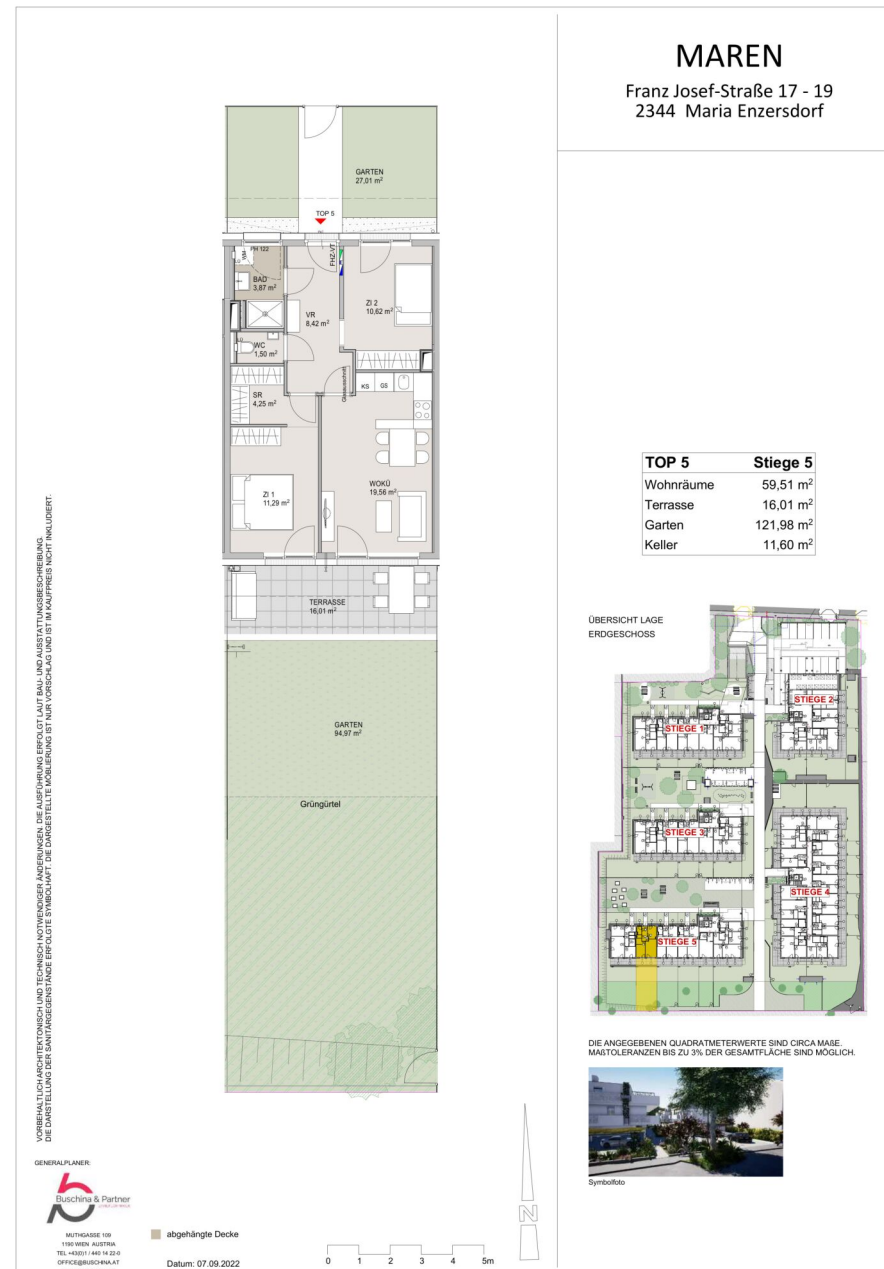 MAREN
Franz Josef-Straße 17 - 19
2344 Maria Enzersdorf
GARTEN
27,01 m²
TOP 5
FHZ-VT
WM
PH 122
BAD
3,87 m²
VR
8,42 m²
ZI 2
10,62 m²
WC
1,50 m²
Glasausschnitt
KS
GS
SR
4,25 m²
ZI 1
11,29 m²
WOKÜ
19,56 m²
TERRASSE
16,01 m²
GARTEN
94,97 m²
Grüngürtel
TOP 5 Stiege 5
Wohnräume 59,51 m²
Terrasse 16,01 m²
Garten 121,98 m²
Keller 11,60 m²
ÜBERSICHT LAGE
ERDGESCHOSS
STIEGE 1
STIEGE 2
STIEGE 3
STIEGE 4
STIEGE 5
DIE ANGEGEBENEN QUADRATMETERWERTE SIND CIRCA MAßE.
MAßTOLERANZEN BIS ZU 3% DER GESAMTFLÄCHE SIND MÖGLICH.
Symbolfoto
VORBEHALTLICH ARCHITEKTONISCH UND TECHNISCH NOTWENDIGER ÄNDERUNGEN. DIE AUSFÜHRUNG ERFOLGT LAUT BAU- UND AUSSTATTUNGSBESCHREIBUNG.
DIE DARSTELLUNG DER SANITÄRGEGENSTÄNDE ERFOLGTE SYMBOLHAFT. DIE DARGESTELLTE MÖBLIERUNG IST NUR VORSCHLAG UND IST IM KAUFPREIS NICHT INKLUDIERT.
GENERALPLANER:
Buschina & Partner
MUTHGASSE 109
1190 WIEN AUSTRIA
TEL +43(0)1 / 440 14 22-0
OFFICE@BUSCHINA.AT
abgehängte Decke
Datum: 07.09.2022
0 1 2 3 4 5m
N